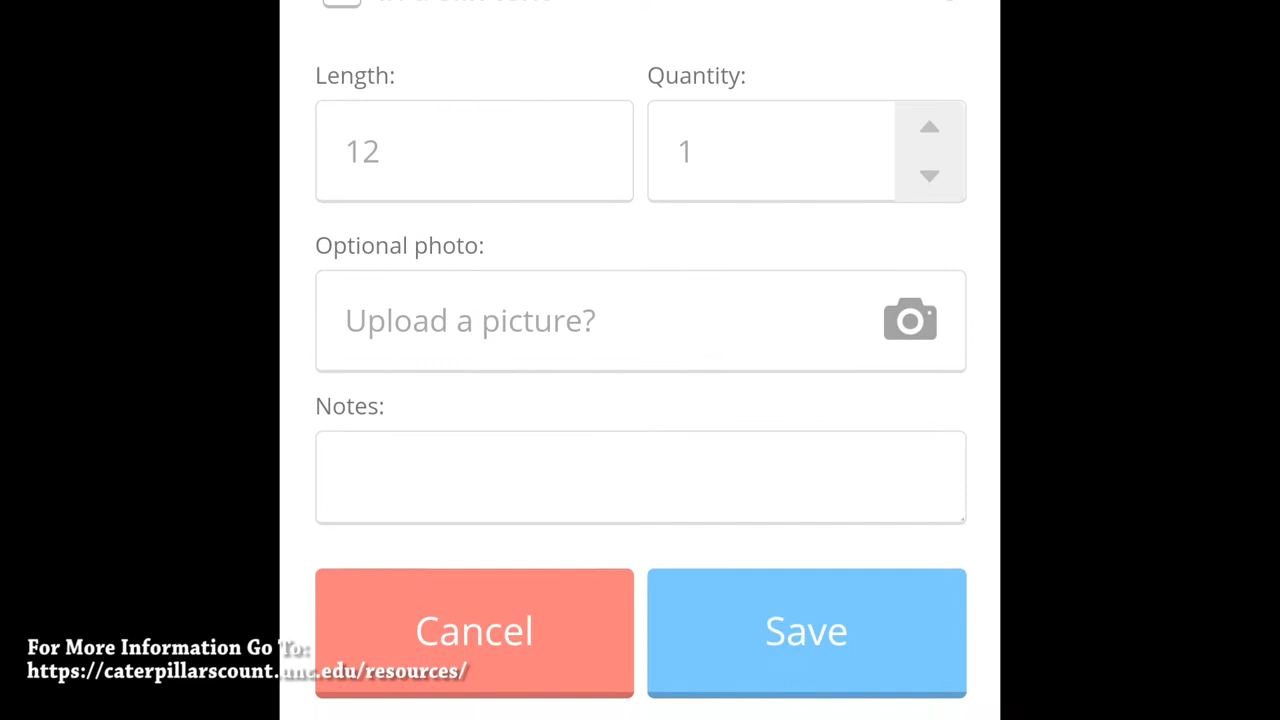 Length:
Quantity:
12
1
Optional photo:
Upload a picture?
Notes:
Cancel
Save
For More Information Go To:
https://caterpillarscount.unc.edu/resources/